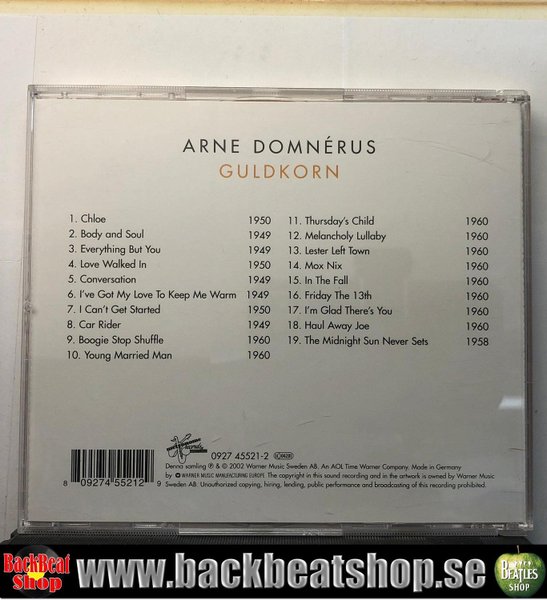 ARNE DOMNÉRUS
GULDKORN
1. Chloe 1950
2. Body and Soul 1949
3. Everything But You 1949
4. Love Walked In 1950
5. Conversation 1949
6. I've Got My Love To Keep Me Warm 1949
7. I Can't Get Started 1950
8. Car Rider 1949
9. Boogie Stop Shuffle 1960
10. Young Married Man 1960
11. Thursday's Child 1960
12. Melancholy Lullaby 1960
13. Lester Left Town 1960
14. Mox Nix 1960
15. In The Fall 1960
16. Friday The 13th 1960
17. I'm Glad There's You 1960
18. Haul Away Joe 1960
19. The Midnight Sun Never Sets 1958
0927 45521-2
Denna samling ℗ & © 2002 Warner Music Sweden AB. An AOL Time Warner Company. Made in Germany
by WARNER MUSIC MANUFACTURING EUROPE. The copyright in this sound recording and in the artwork is owned by Warner Music
Sweden AB. Unauthorized copying, hiring, lending, public performance and broadcasting of this recording prohibited.
8 09274 55212 9
BackBeat
Shop
www.backbeatshop.se
BEATLES
SHOP